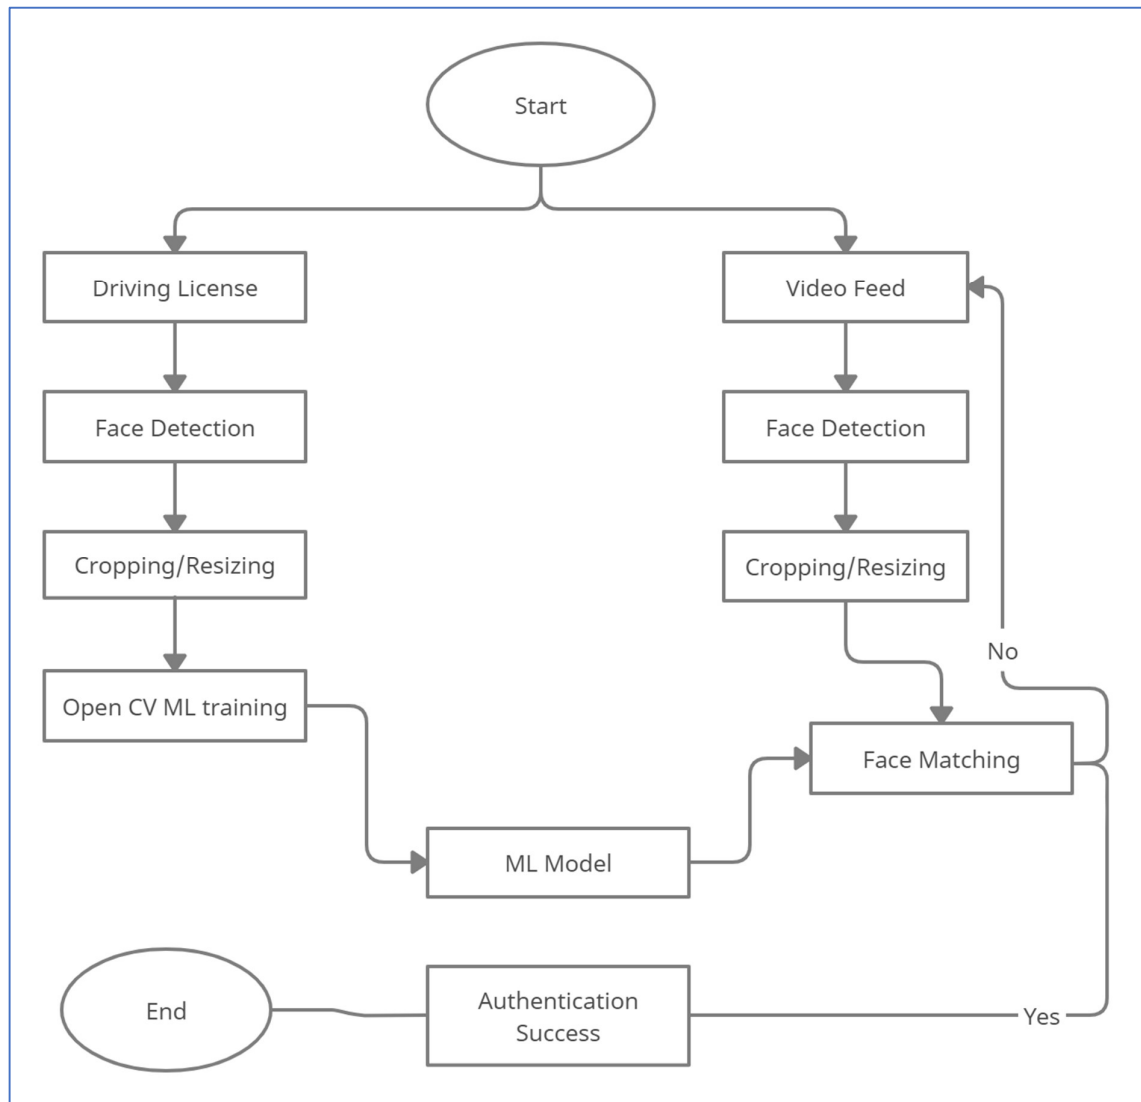 Start
Driving License
Video Feed
Face Detection
Face Detection
Cropping/Resizing
Cropping/Resizing
No
Open CV ML training
Face Matching
ML Model
Authentication
Success
End
Yes